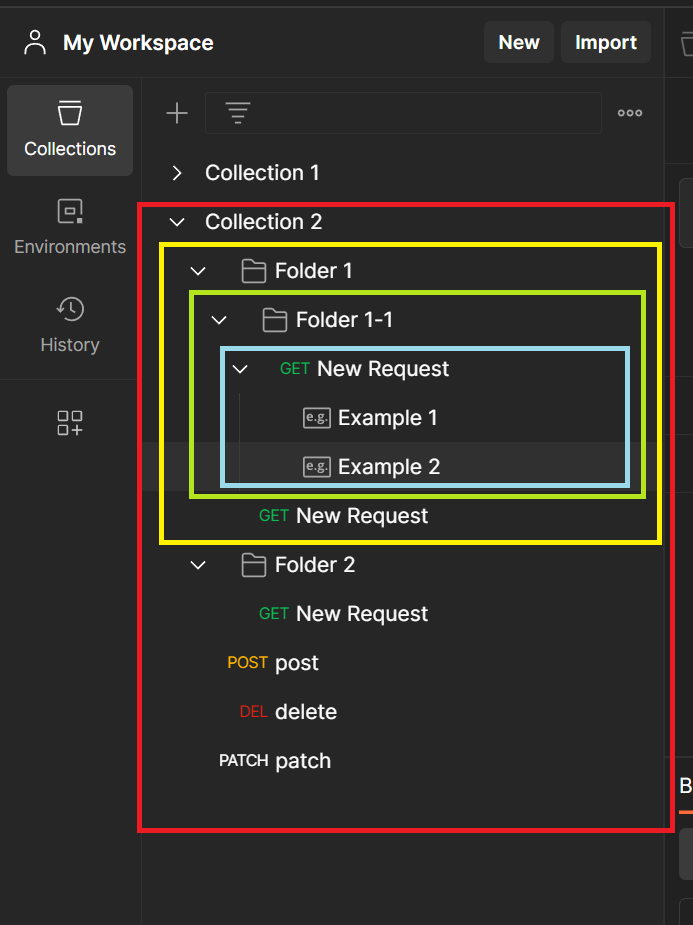 My Workspace New Import
Collections
Environments
History
Collection 1
Collection 2
Folder 1
Folder 1-1
GET New Request
e.g. Example 1
e.g. Example 2
GET New Request
Folder 2
GET New Request
POST post
DEL delete
PATCH patch
B